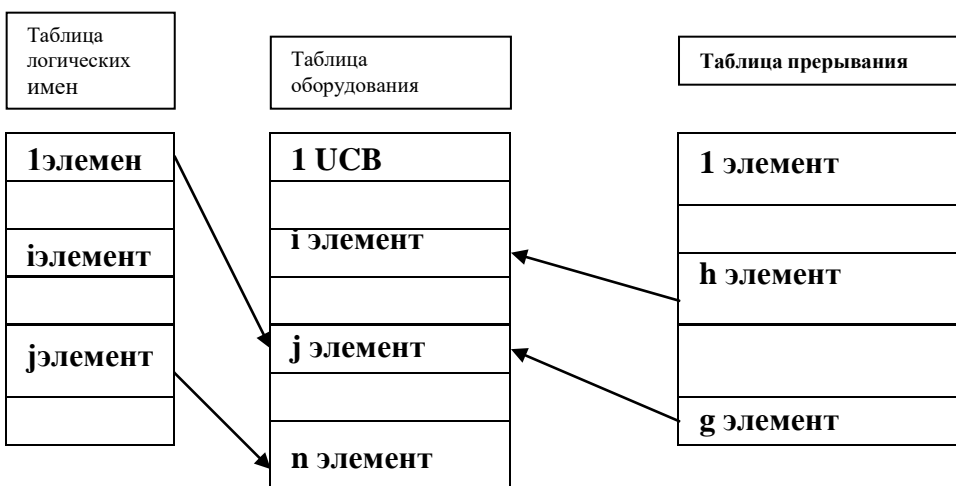 Таблица
логических
имен
Таблица
оборудования
Таблица прерывания
1элемен
iэлемент
jэлемент
1 UCB
i элемент
j элемент
n элемент
1 элемент
h элемент
g элемент